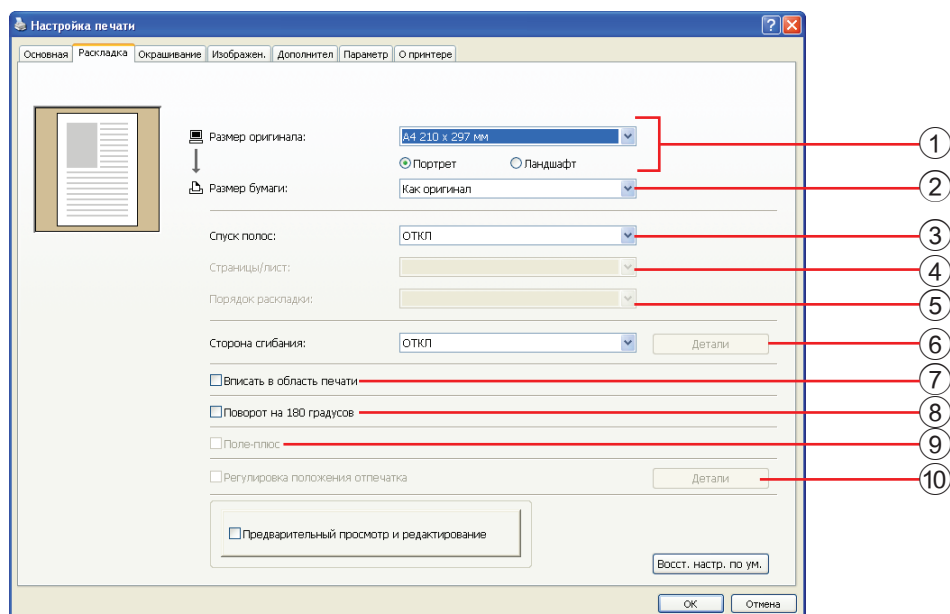 Настройка печати
Основная Раскладка Окрашивание Изображен. Дополнител Параметр О принтере
Размер оригинала: A4 210 x 297 мм 1
Портрет Ландшафт
Размер бумаги: Как оригинал 2
Спуск полос: ОТКЛ 3
Страницы/лист: 4
Порядок раскладки: 5
Сторона сгибания: ОТКЛ Детали 6
Вписать в область печати 7
Поворот на 180 градусов 8
Поле-плюс 9
Регулировка положения отпечатка Детали 10
Предварительный просмотр и редактирование
Восст. настр. по ум.
ОК Отмена